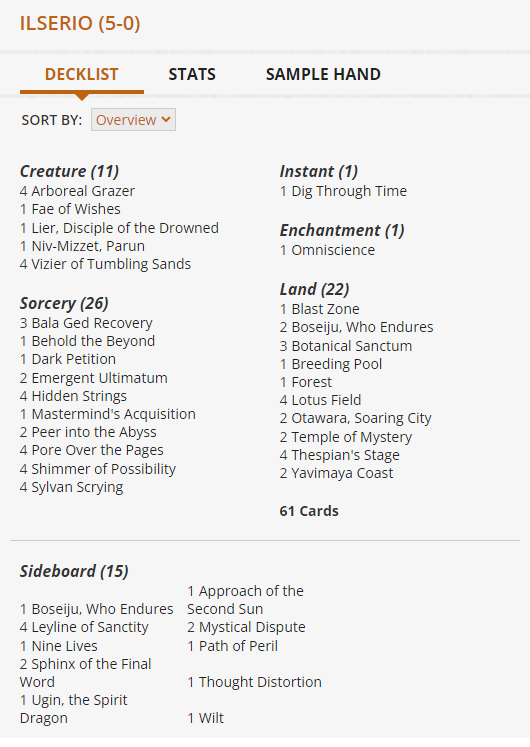 ILSERIO (5-0)
DECKLIST STATS SAMPLE HAND
SORT BY: Overview
Creature (11)
4 Arboreal Grazer
1 Fae of Wishes
1 Lier, Disciple of the Drowned
1 Niv-Mizzet, Parun
4 Vizier of Tumbling Sands
Sorcery (26)
3 Bala Ged Recovery
1 Behold the Beyond
1 Dark Petition
2 Emergent Ultimatum
4 Hidden Strings
1 Mastermind's Acquisition
2 Peer into the Abyss
4 Pore Over the Pages
4 Shimmer of Possibility
4 Sylvan Scrying
Instant (1)
1 Dig Through Time
Enchantment (1)
1 Omniscience
Land (22)
1 Blast Zone
2 Boseiju, Who Endures
3 Botanical Sanctum
1 Breeding Pool
1 Forest
4 Lotus Field
2 Otawara, Soaring City
2 Temple of Mystery
4 Thespian's Stage
2 Yavimaya Coast
61 Cards
Sideboard (15)
1 Boseiju, Who Endures
4 Leyline of Sanctity
1 Nine Lives
2 Sphinx of the Final
Word
1 Ugin, the Spirit
Dragon
1 Approach of the
Second Sun
2 Mystical Dispute
1 Path of Peril
1 Thought Distortion
1 Wilt